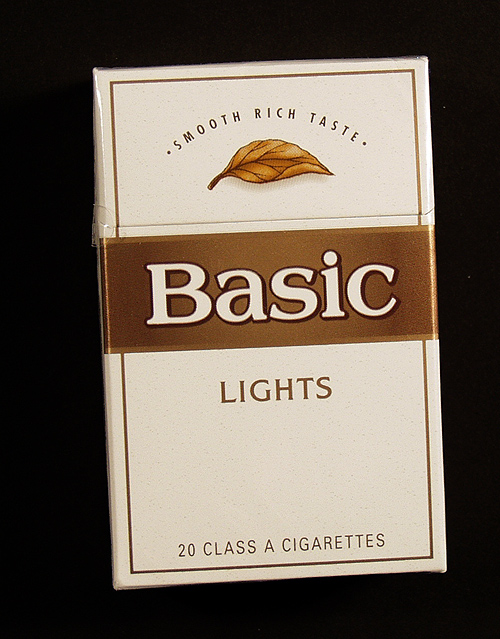 • SMOOTH RICH TASTE •
Basic
LIGHTS
20 CLASS A CIGARETTES